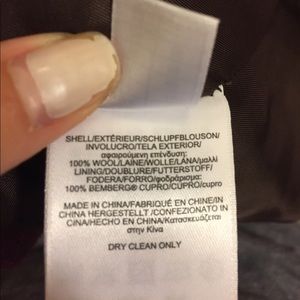 SHELL/EXTÉRIEUR/SCHLUPFBLOUSON/
INVOLUCRO/TELA EXTERIOR/
αφαιρούμενη επένδυση:
100% WOOL/LAINE/WOLLE/LANA/μαλλί
LINING/DOUBLURE/FUTTERSTOFF/
FODERA/FORRO/φοδράρισμα:
100% BEMBERG® CUPRO/CUPRO/cupro
MADE IN CHINA/FABRIQUÉ EN CHINE/IN
CHINA HERGESTELLT /CONFEZIONATO IN
CINA/HECHO EN CHINA/Κατασκευάζεται
στην Κίνα
DRY CLEAN ONLY